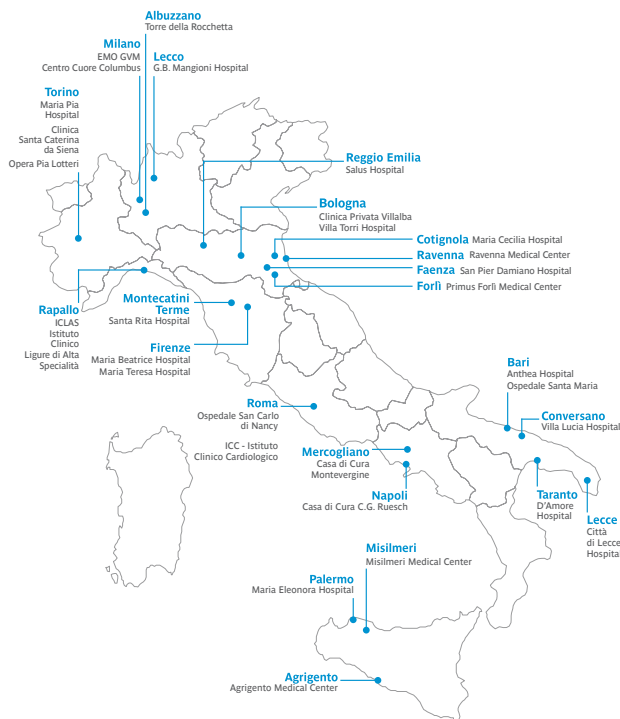 Albuzzano
Torre della Rocchetta
Milano
EMO GVM
Centro Cuore Columbus
Lecco
G.B. Mangioni Hospital
Torino
Maria Pia
Hospital
Clinica
Santa Caterina
da Siena
Opera Pia Lotteri
Reggio Emilia
Salus Hospital
Bologna
Clinica Privata Villalba
Villa Torri Hospital
Cotignola Maria Cecilia Hospital
Ravenna Ravenna Medical Center
Faenza San Pier Damiano Hospital
Forlì Primus Forlì Medical Center
Rapallo
ICLAS
Istituto
Clinico
Ligure di Alta
Specialità
Montecatini
Terme
Santa Rita Hospital
Firenze
Maria Beatrice Hospital
Maria Teresa Hospital
Bari
Anthea Hospital
Ospedale Santa Maria
Conversano
Villa Lucia Hospital
Roma
Ospedale San Carlo
di Nancy
ICC - Istituto
Clinico Cardiologico
Mercogliano
Casa di Cura
Montevergine
Napoli
Casa di Cura C.G. Ruesch
Taranto
D'Amore
Hospital
Lecce
Città
di Lecce
Hospital
Misilmeri
Misilmeri Medical Center
Palermo
Maria Eleonora Hospital
Agrigento
Agrigento Medical Center